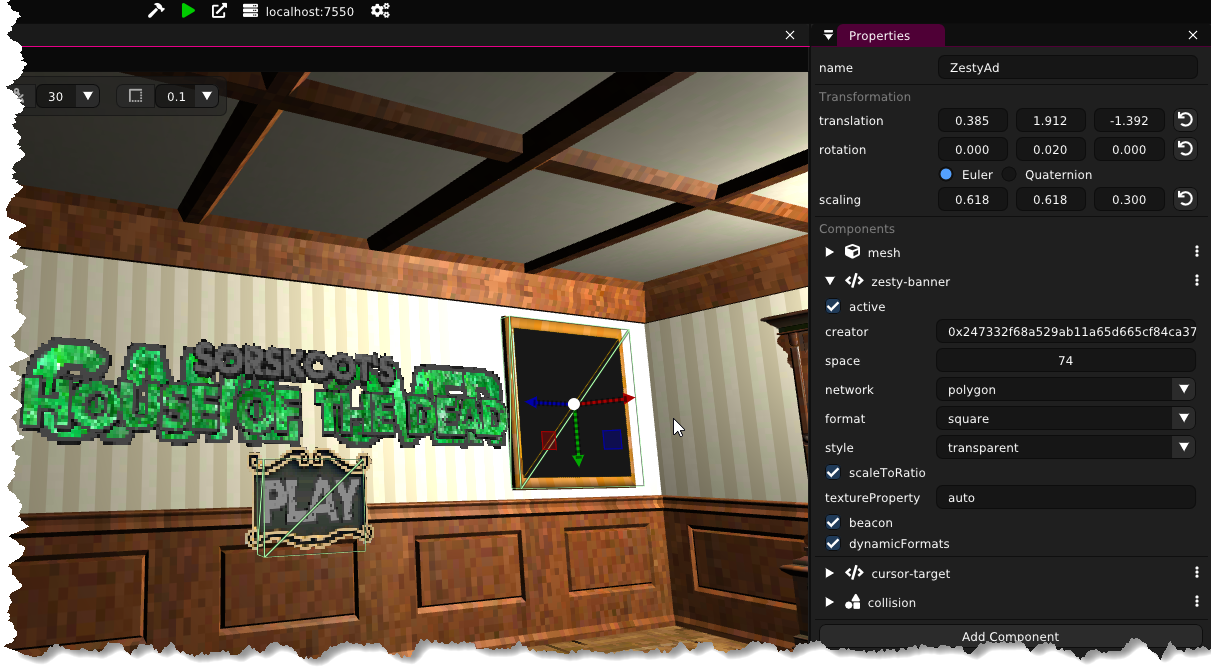 localhost:7550
Properties
name ZestyAd
Transformation
30 0.1
translation 0.385 1.912 -1.392
rotation 0.000 0.020 0.000
Euler Quaternion
scaling 0.618 0.618 0.300
Components
mesh
zesty-banner
active
creator 0x247332f68a529ab11a65d665cf84ca37
space 74
network polygon
format square
style transparent
scaleToRatio
textureProperty auto
beacon
dynamicFormats
cursor-target
collision
Add Component
SORSKOOT'S
HOUSE OF THE DEAD
PLAY